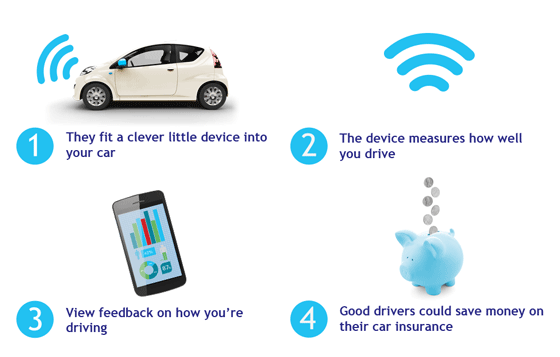 1
They fit a clever little device into
your car
2
The device measures how well
you drive
3
View feedback on how you're
driving
4
Good drivers could save money on
their car insurance